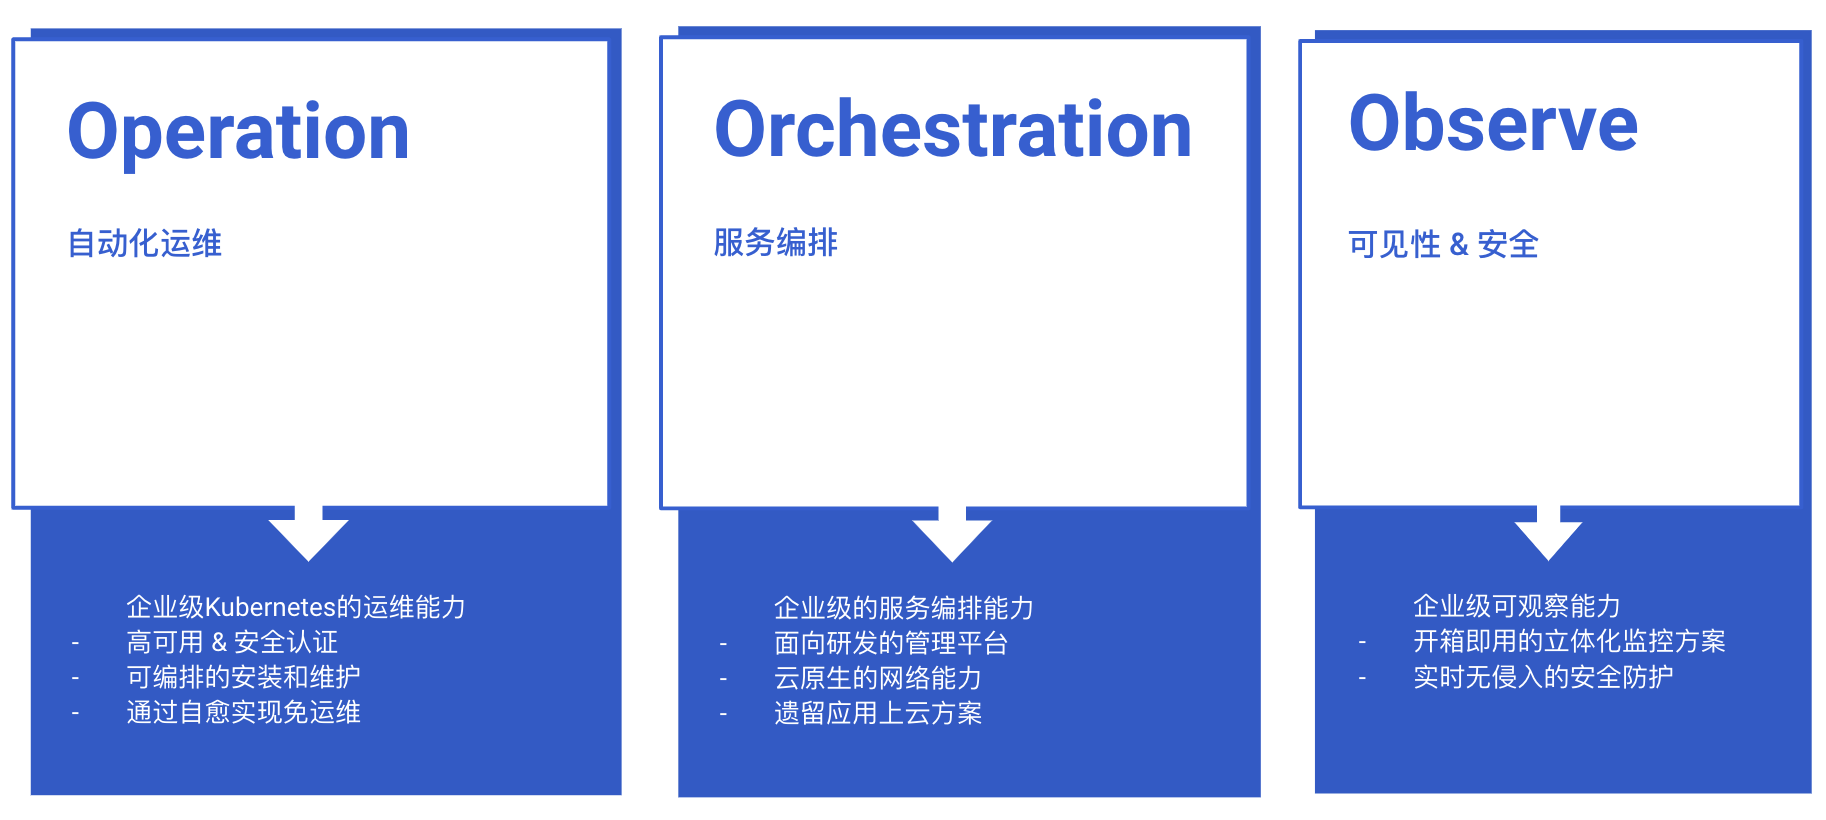 Operation
自动化运维
企业级Kubernetes的运维能力
- 高可用 & 安全认证
- 可编排的安装和维护
- 通过自愈实现免运维
Orchestration
服务编排
企业级的服务编排能力
- 面向研发的管理平台
- 云原生的网络能力
- 遗留应用上云方案
Observe
可见性 & 安全
企业级可观察能力
- 开箱即用的立体化监控方案
- 实时无侵入的安全防护